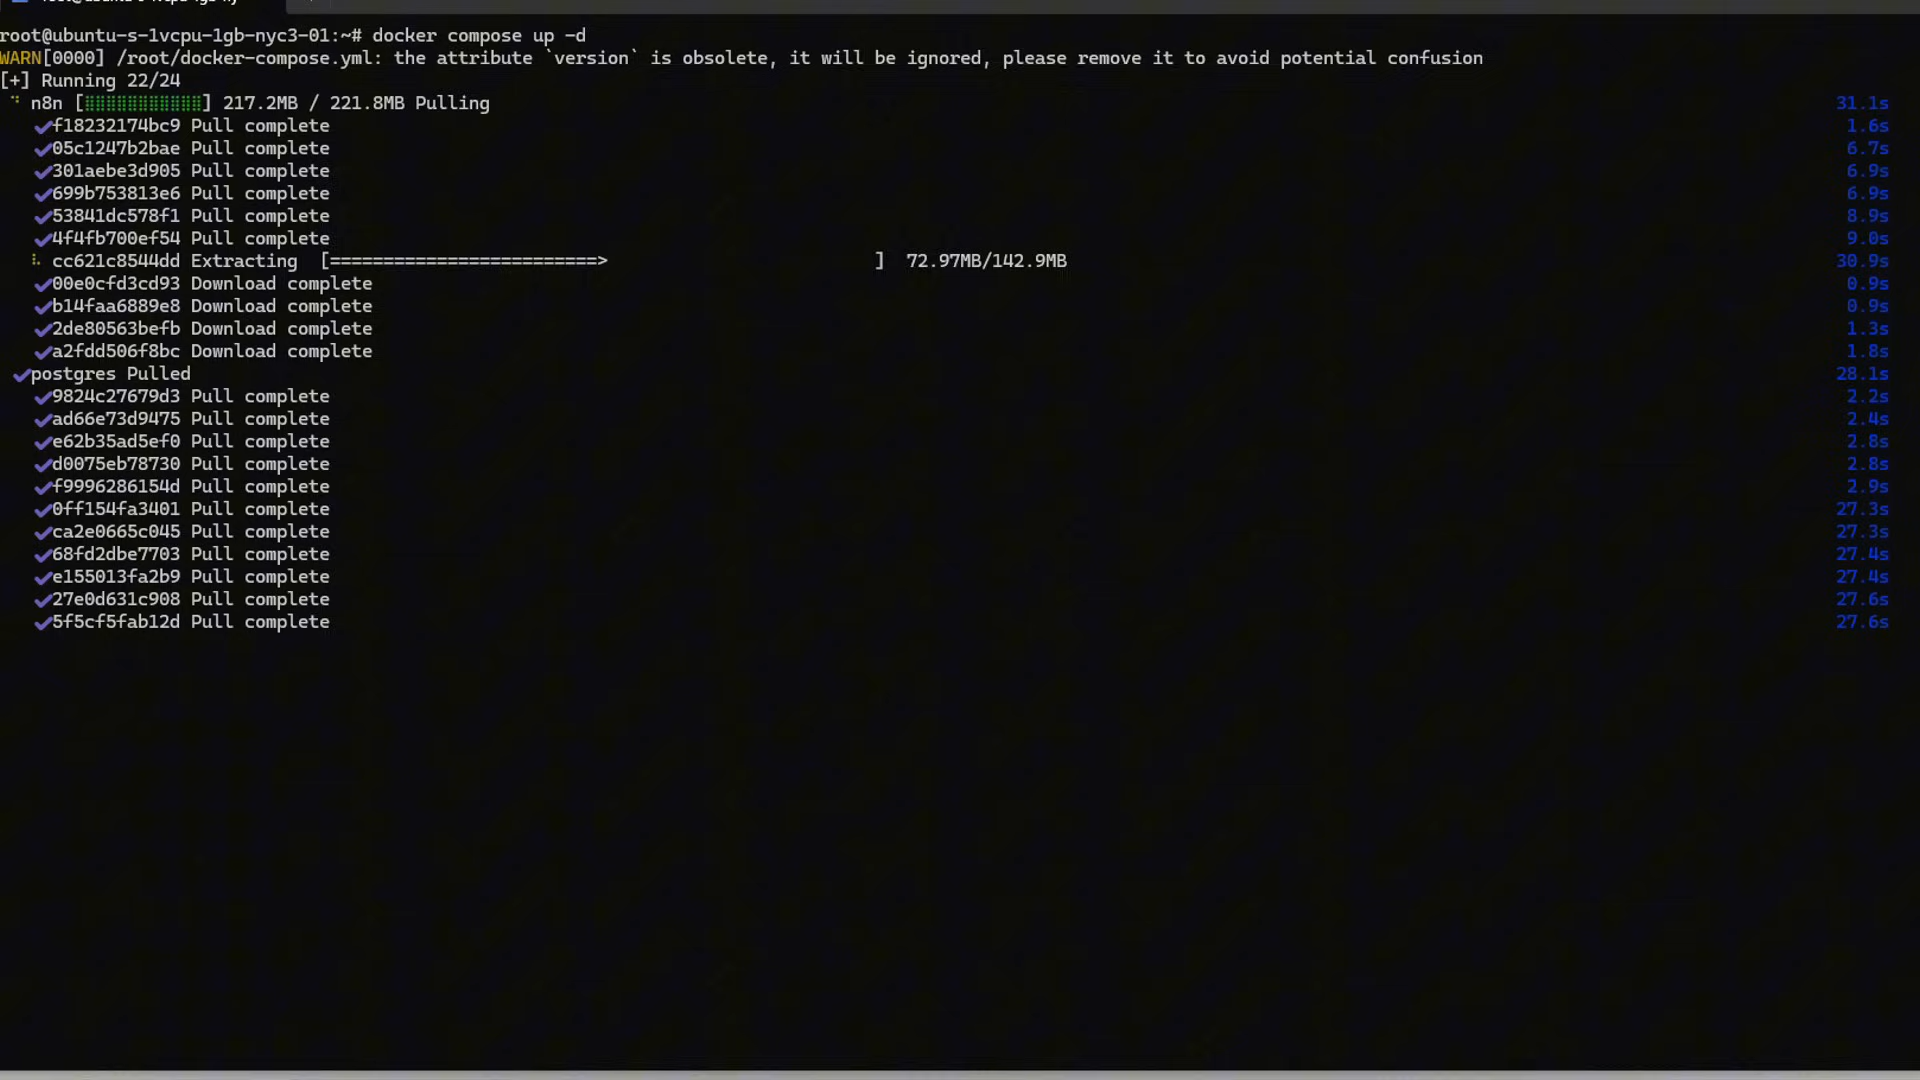 root@ubuntu-s-1vcpu-1gb-nyc3-01:~# docker compose up -d
WARN[0000] /root/docker-compose.yml: the attribute `version` is obsolete, it will be ignored, please remove it to avoid potential confusion
[+] Running 22/24
n8n [⣿⣿⣿⣿⣿⣿⣿⣿⣿⣿⣿] 217.2MB / 221.8MB Pulling 31.1s
✔f18232174bc9 Pull complete 1.6s
✔05c1247b2bae Pull complete 6.7s
✔301aebe3d905 Pull complete 6.9s
✔699b753813e6 Pull complete 6.9s
✔53841dc578f1 Pull complete 8.9s
✔4f4fb700ef54 Pull complete 9.0s
cc621c8544dd Extracting [=========================> ] 72.97MB/142.9MB 30.9s
✔00e0cfd3cd93 Download complete 0.9s
✔b14faa6889e8 Download complete 0.9s
✔2de80563befb Download complete 1.3s
✔a2fdd506f8bc Download complete 1.8s
✔postgres Pulled 28.1s
✔9824c27679d3 Pull complete 2.2s
✔ad66e73d9475 Pull complete 2.4s
✔e62b35ad5ef0 Pull complete 2.8s
✔d0075eb78730 Pull complete 2.8s
✔f9996286154d Pull complete 2.9s
✔0ff154fa3401 Pull complete 27.3s
✔ca2e0665c045 Pull complete 27.3s
✔68fd2dbe7703 Pull complete 27.4s
✔e155013fa2b9 Pull complete 27.4s
✔27e0d631c908 Pull complete 27.6s
✔5f5cf5fab12d Pull complete 27.6s